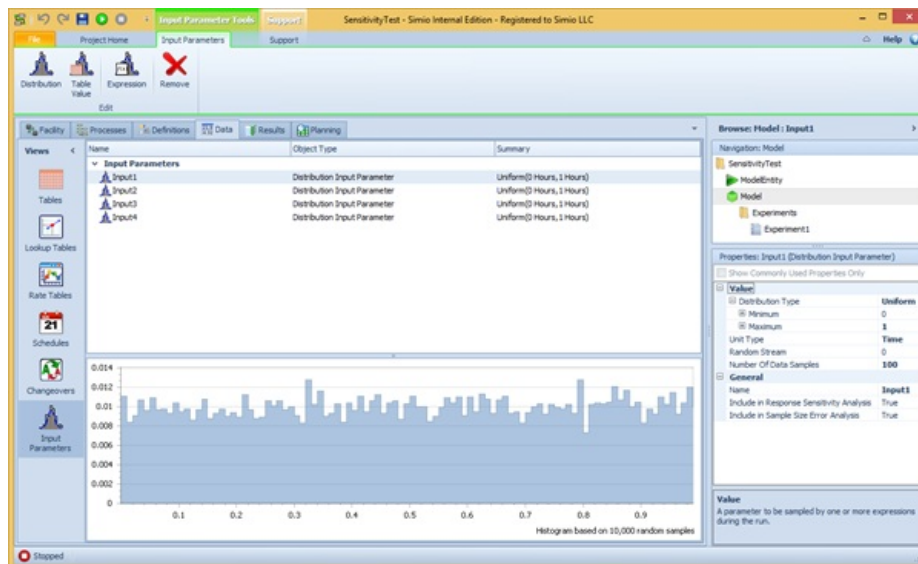 Input Parameter Tools
Support
SensitivityTest - Simio Internal Edition - Registered to Simio LLC
File
Project Home
Input Parameters
Support
Help
Distribution
Table Value
Expression
Remove
Edit
Facility
Processes
Definitions
Data
Results
Planning
Views
Tables
Lookup Tables
Rate Tables
21
Schedules
Changeovers
Input Parameters
Name Object Type Summary
Input Parameters
Input1 Distribution Input Parameter Uniform(0 Hours,1 Hours)
Input2 Distribution Input Parameter Uniform(0 Hours,1 Hours)
Input3 Distribution Input Parameter Uniform(0 Hours,1 Hours)
Input4 Distribution Input Parameter Uniform(0 Hours,1 Hours)
0.014
0.012
0.01
0.008
0.006
0.004
0.002
0
0.1 0.2 0.3 0.4 0.5 0.6 0.7 0.8 0.9
Histogram based on 10,000 random samples
Browse: Model : Input1
Navigation: Model
SensitivityTest
ModelEntity
Model
Experiments
Experiment1
Properties: Input1 (Distribution Input Parameter)
Show Commonly Used Properties Only
Value
Distribution Type Uniform
Minimum 0
Maximum 1
Unit Type Time
Random Stream 0
Number Of Data Samples 100
General
Name Input1
Include in Response Sensitivity Analysis True
Include in Sample Size Error Analysis True
Value
A parameter to be sampled by one or more expressions
during the run.
Stopped